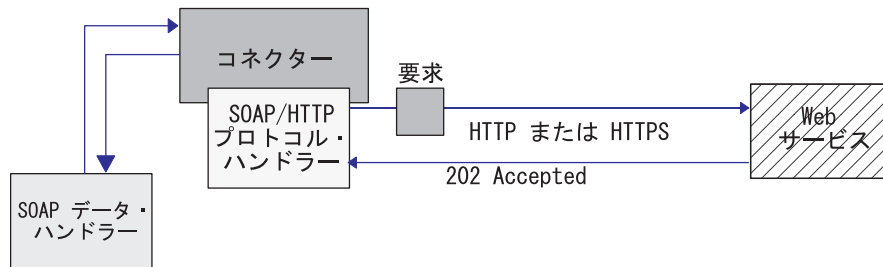 コネクター
要求
SOAP/HTTP
プロトコル・
ハンドラー
HTTP または HTTPS
Web
サービス
202 Accepted
SOAP データ・
ハンドラー